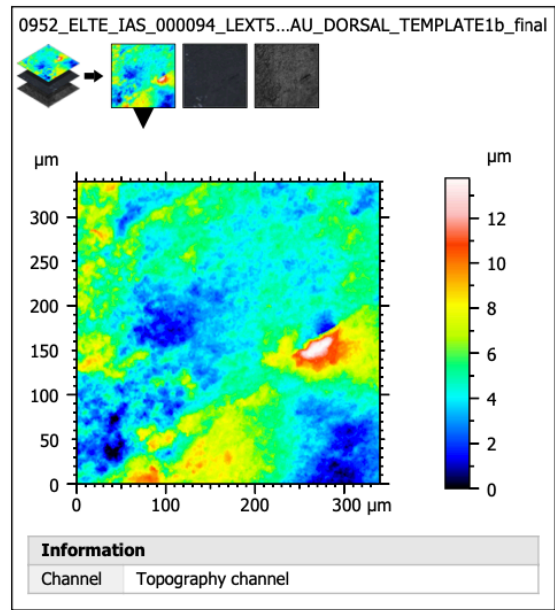 0952_ELTE_IAS_000094_LEXT5...AU_DORSAL_TEMPLATE1b_final
µm
µm
300
250
200
150
100
50
0
0 100 200 300 µm
12
10
8
6
4
2
0
Information
Channel Topography channel